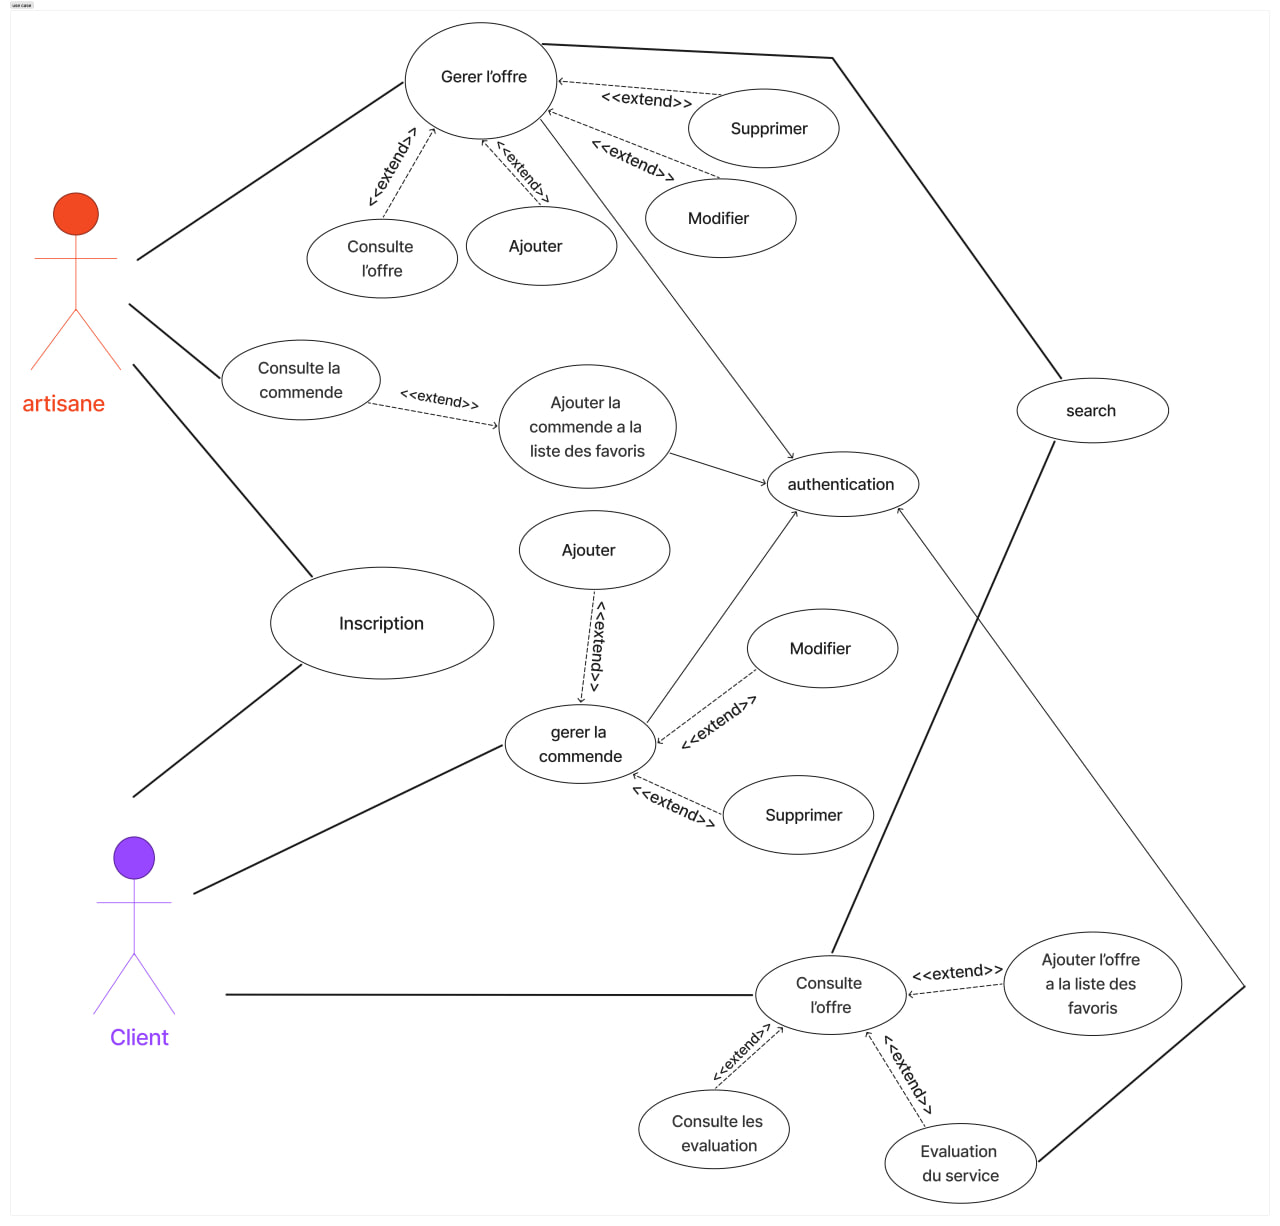 use case
Gerer l'offre
<<extend>>
Supprimer
<<extend>>
Modifier
<<extend>>
Consulte
l'offre
<<extend>>
Ajouter
artisane
Consulte la
commende
<<extend>>
Ajouter la
commende a la
liste des favoris
search
authentication
Ajouter
<<extend>>
Inscription
Modifier
<<extend>>
gerer la
commende
<<extend>>
Supprimer
Client
Consulte
l'offre
<<extend>>
Ajouter l'offre
a la liste des
favoris
<<extend>>
Consulte les
evaluation
<<extend>>
Evaluation
du service